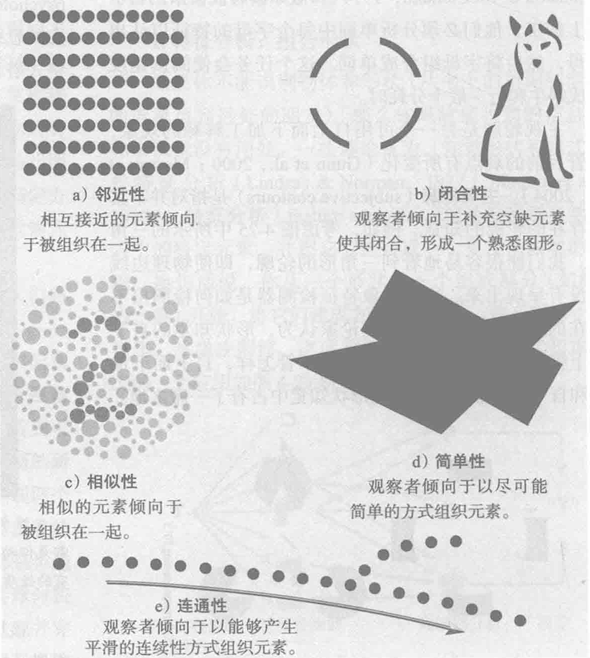 a) 邻近性
相互接近的元素倾向
于被组织在一起。
b) 闭合性
观察者倾向于补充空缺元素
使其闭合，形成一个熟悉图形。
c) 相似性
相似的元素倾向于
被组织在一起。
d) 简单性
观察者倾向于以尽可能
简单的方式组织元素。
e) 连通性
观察者倾向于以能够产生
平滑的连续性方式组织元素。